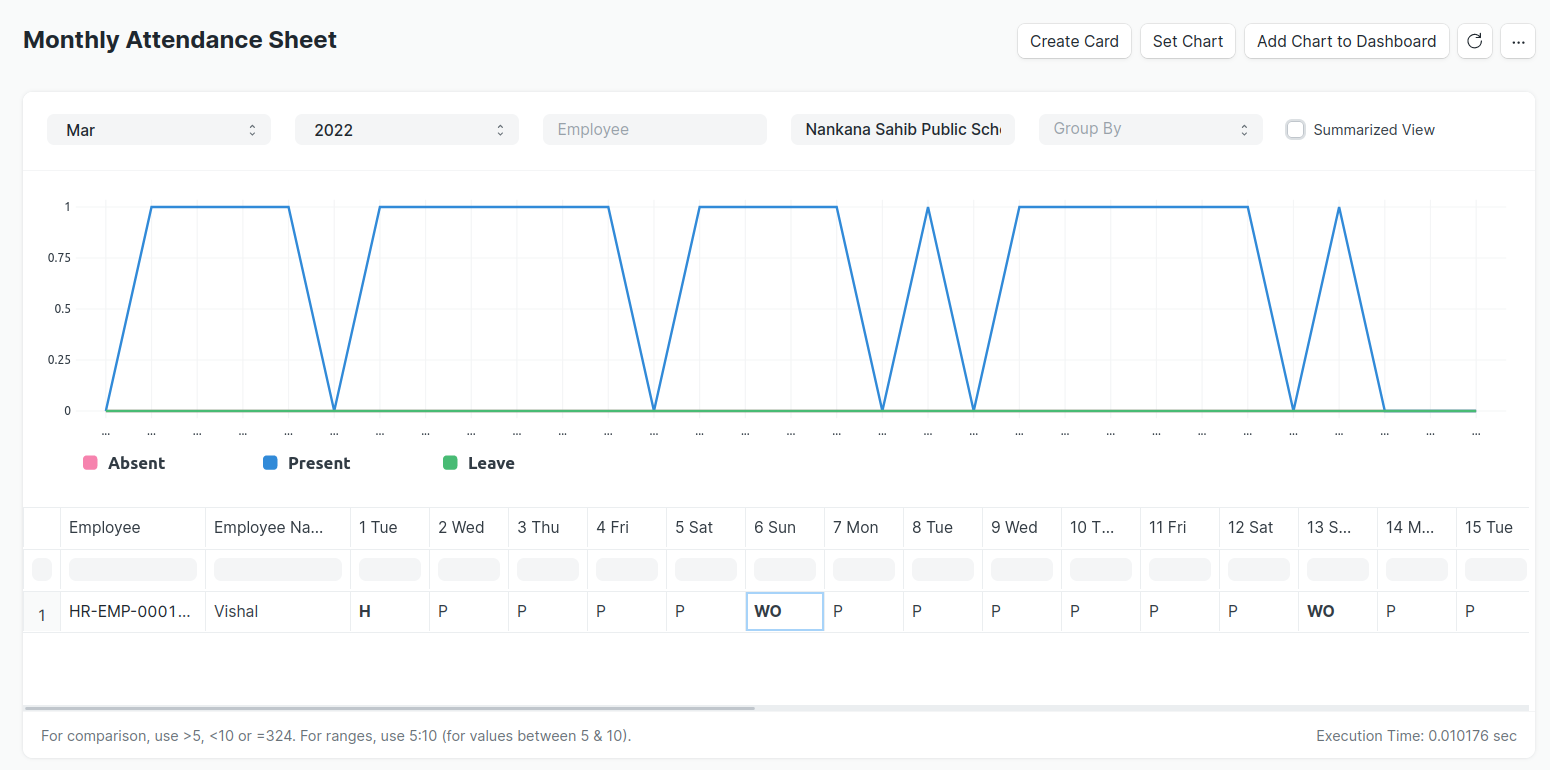 Monthly Attendance Sheet
Create Card Set Chart Add Chart to Dashboard ...
Mar 2022 Employee Nankana Sahib Public Sch Group By Summarized View
1
0.75
0.5
0.25
0
... ... ... ... ... ... ... ... ... ... ... ... ... ... ... ... ... ... ... ... ... ... ... ... ... ... ... ... ... ... ...
Absent Present Leave
Employee Employee Na... 1 Tue 2 Wed 3 Thu 4 Fri 5 Sat 6 Sun 7 Mon 8 Tue 9 Wed 10 T... 11 Fri 12 Sat 13 S... 14 M... 15 Tue
1 HR-EMP-0001... Vishal H P P P P WO P P P P P P WO P P
For comparison, use >5, <10 or =324. For ranges, use 5:10 (for values between 5 & 10). Execution Time: 0.010176 sec